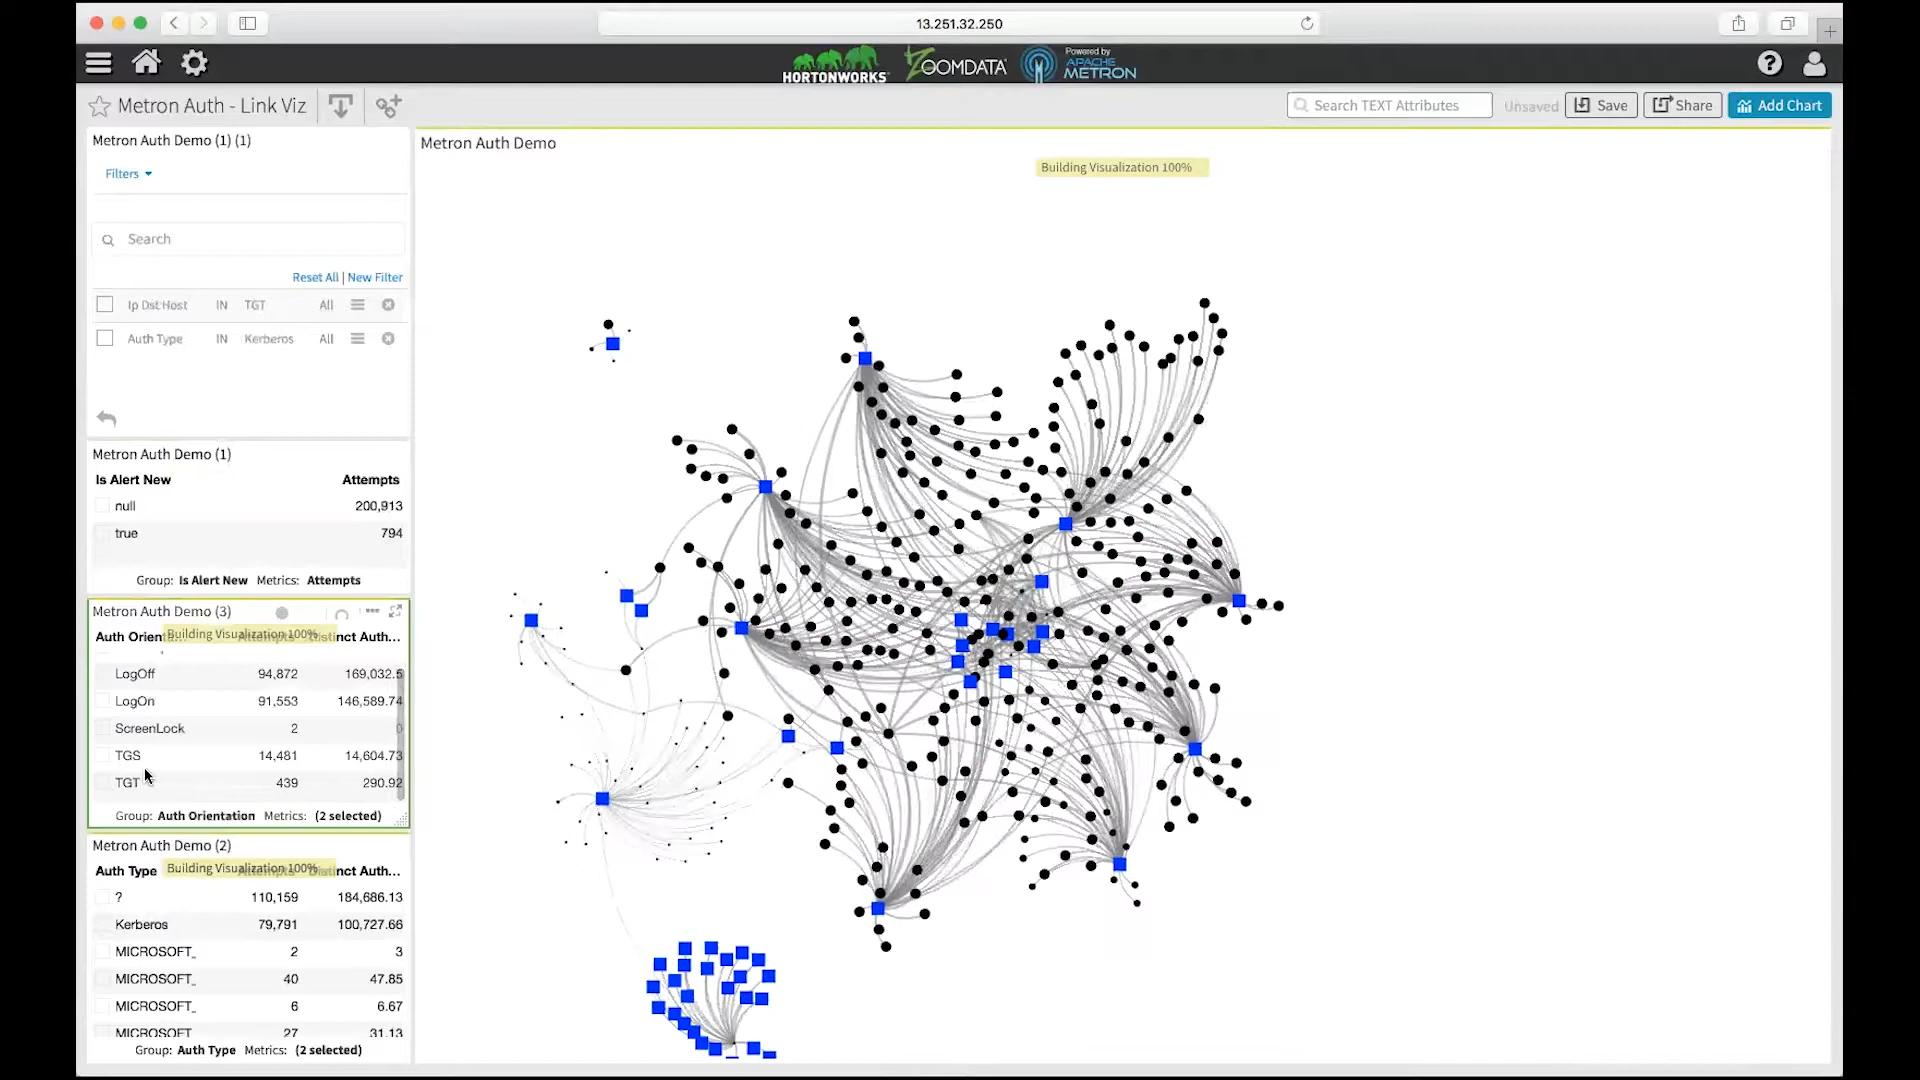 13.251.32.250
HORTONWORKS
ZOOMDATA
Powered by
APACHE
METRON
Metron Auth - Link Viz
Search TEXT Attributes
Unsaved
Save
Share
Add Chart
Metron Auth Demo (1) (1)
Filters
Search
Reset All | New Filter
Ip Dst Host IN TGT All
Auth Type IN Kerberos All
Metron Auth Demo (1)
Is Alert New Attempts
null 200,913
true 794
Group: Is Alert New Metrics: Attempts
Metron Auth Demo (3)
Building Visualization 100%
Auth Orienta... Attempts Distinct Auth...
LogOff 94,872 169,032.5
LogOn 91,553 146,589.74
ScreenLock 2 0
TGS 14,481 14,604.73
TGT 439 290.92
Group: Auth Orientation Metrics: (2 selected)
Metron Auth Demo (2)
Building Visualization 100%
Auth Type Attempts Distinct Auth...
? 110,159 184,686.13
Kerberos 79,791 100,727.66
MICROSOFT_ 2 3
MICROSOFT_ 40 47.85
MICROSOFT_ 6 6.67
MICROSOFT 27 31.13
Group: Auth Type Metrics: (2 selected)
Metron Auth Demo
Building Visualization 100%